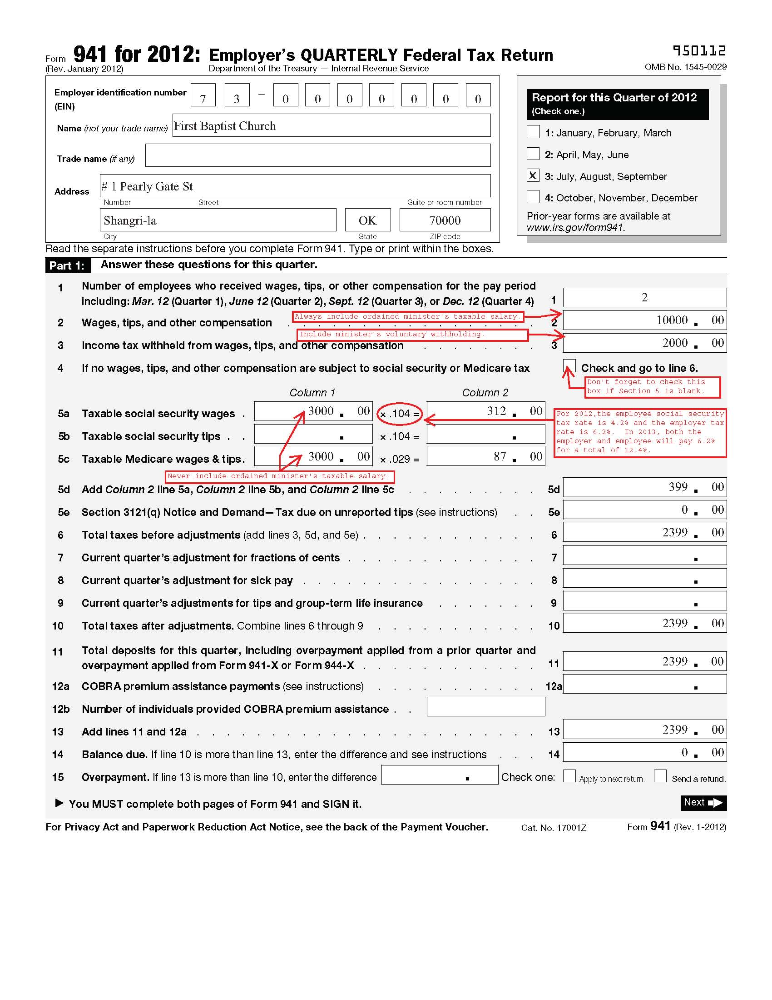 Form 941 for 2012: Employer's QUARTERLY Federal Tax Return
950112
(Rev. January 2012)
Department of the Treasury — Internal Revenue Service
OMB No. 1545-0029
Employer identification number
(EIN)
7 3 – 0 0 0 0 0 0 0
Name (not your trade name) First Baptist Church
Trade name (if any)
Address
# 1 Pearly Gate St
Number Street Suite or room number
Shangri-la OK 70000
City State ZIP code
Report for this Quarter of 2012
(Check one.)
1: January, February, March
2: April, May, June
X 3: July, August, September
4: October, November, December
Prior-year forms are available at
www.irs.gov/form941.
Read the separate instructions before you complete Form 941. Type or print within the boxes.
Part 1: Answer these questions for this quarter.
1 Number of employees who received wages, tips, or other compensation for the pay period
including: Mar. 12 (Quarter 1), June 12 (Quarter 2), Sept. 12 (Quarter 3), or Dec. 12 (Quarter 4) 1 2
Always include ordained minister's taxable salary.
2 Wages, tips, and other compensation . . . . . . . . . . . . . . . . . 2 10000 . 00
Include minister's voluntary withholding.
3 Income tax withheld from wages, tips, and other compensation . . . . . . . . 3 2000 . 00
4 If no wages, tips, and other compensation are subject to social security or Medicare tax Check and go to line 6.
Don't forget to check this
box if Section 5 is blank.
Column 1 Column 2
5a Taxable social security wages . 3000 . 00 × .104 = 312 . 00
5b Taxable social security tips . . . × .104 = .
5c Taxable Medicare wages & tips. 3000 . 00 × .029 = 87 . 00
For 2012,the employee social security
tax rate is 4.2% and the employer tax
rate is 6.2%. In 2013, both the
employer and employee will pay 6.2%
for a total of 12.4%.
Never include ordained minister's taxable salary.
5d Add Column 2 line 5a, Column 2 line 5b, and Column 2 line 5c . . . . . . . . . 5d 399 . 00
5e Section 3121(q) Notice and Demand—Tax due on unreported tips (see instructions) . . 5e 0 . 00
6 Total taxes before adjustments (add lines 3, 5d, and 5e) . . . . . . . . . . . . 6 2399 . 00
7 Current quarter's adjustment for fractions of cents . . . . . . . . . . . . . 7 .
8 Current quarter's adjustment for sick pay . . . . . . . . . . . . . . . . 8 .
9 Current quarter's adjustments for tips and group-term life insurance . . . . . . . 9 .
10 Total taxes after adjustments. Combine lines 6 through 9 . . . . . . . . . . . 10 2399 . 00
11 Total deposits for this quarter, including overpayment applied from a prior quarter and
overpayment applied from Form 941-X or Form 944-X . . . . . . . . . . . . 11 2399 . 00
12a COBRA premium assistance payments (see instructions) . . . . . . . . . . . 12a .
12b Number of individuals provided COBRA premium assistance . .
13 Add lines 11 and 12a . . . . . . . . . . . . . . . . . . . . . . . 13 2399 . 00
14 Balance due. If line 10 is more than line 13, enter the difference and see instructions . . . 14 0 . 00
15 Overpayment. If line 13 is more than line 10, enter the difference . Check one: Apply to next return. Send a refund.
▶ You MUST complete both pages of Form 941 and SIGN it.
Next ■▶
For Privacy Act and Paperwork Reduction Act Notice, see the back of the Payment Voucher. Cat. No. 17001Z Form 941 (Rev. 1-2012)